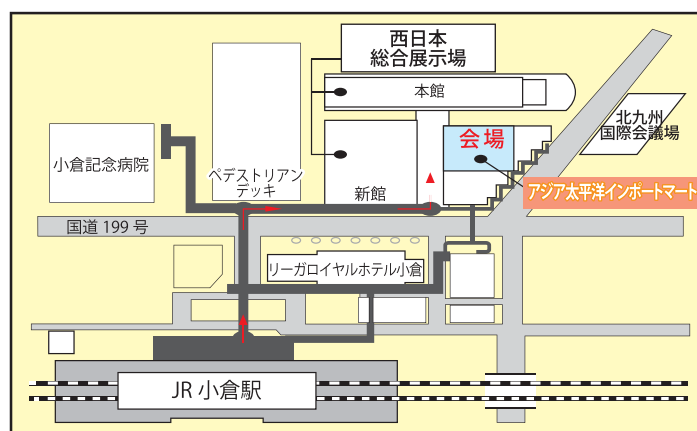 西日本
総合展示場
本館
会場
北九州
国際会議場
小倉記念病院
ペデストリアン
デッキ
新館
アジア太平洋インポートマート
国道 199 号
リーガロイヤルホテル小倉
JR 小倉駅